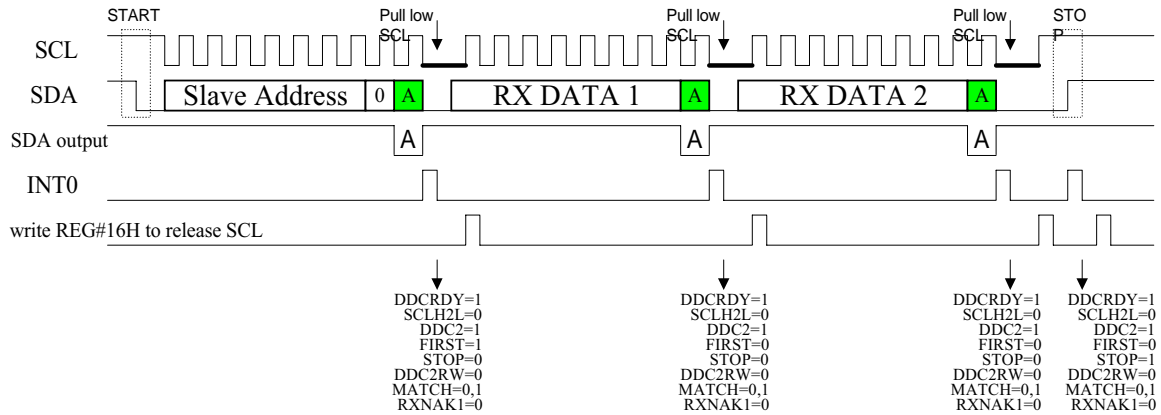 START
Pull low
SCL
Pull low
SCL
Pull low
SCL
STO
P
SCL
SDA
Slave Address 0 A RX DATA 1 A RX DATA 2 A
SDA output
A A A
INT0
write REG#16H to release SCL
DDCRDY=1
SCLH2L=0
DDC2=1
FIRST=1
STOP=0
DDC2RW=0
MATCH=0,1
RXNAK1=0
DDCRDY=1
SCLH2L=0
DDC2=1
FIRST=0
STOP=0
DDC2RW=0
MATCH=0,1
RXNAK1=0
DDCRDY=1
SCLH2L=0
DDC2=1
FIRST=0
STOP=0
DDC2RW=0
MATCH=0,1
RXNAK1=0
DDCRDY=1
SCLH2L=0
DDC2=1
FIRST=0
STOP=1
DDC2RW=0
MATCH=0,1
RXNAK1=0